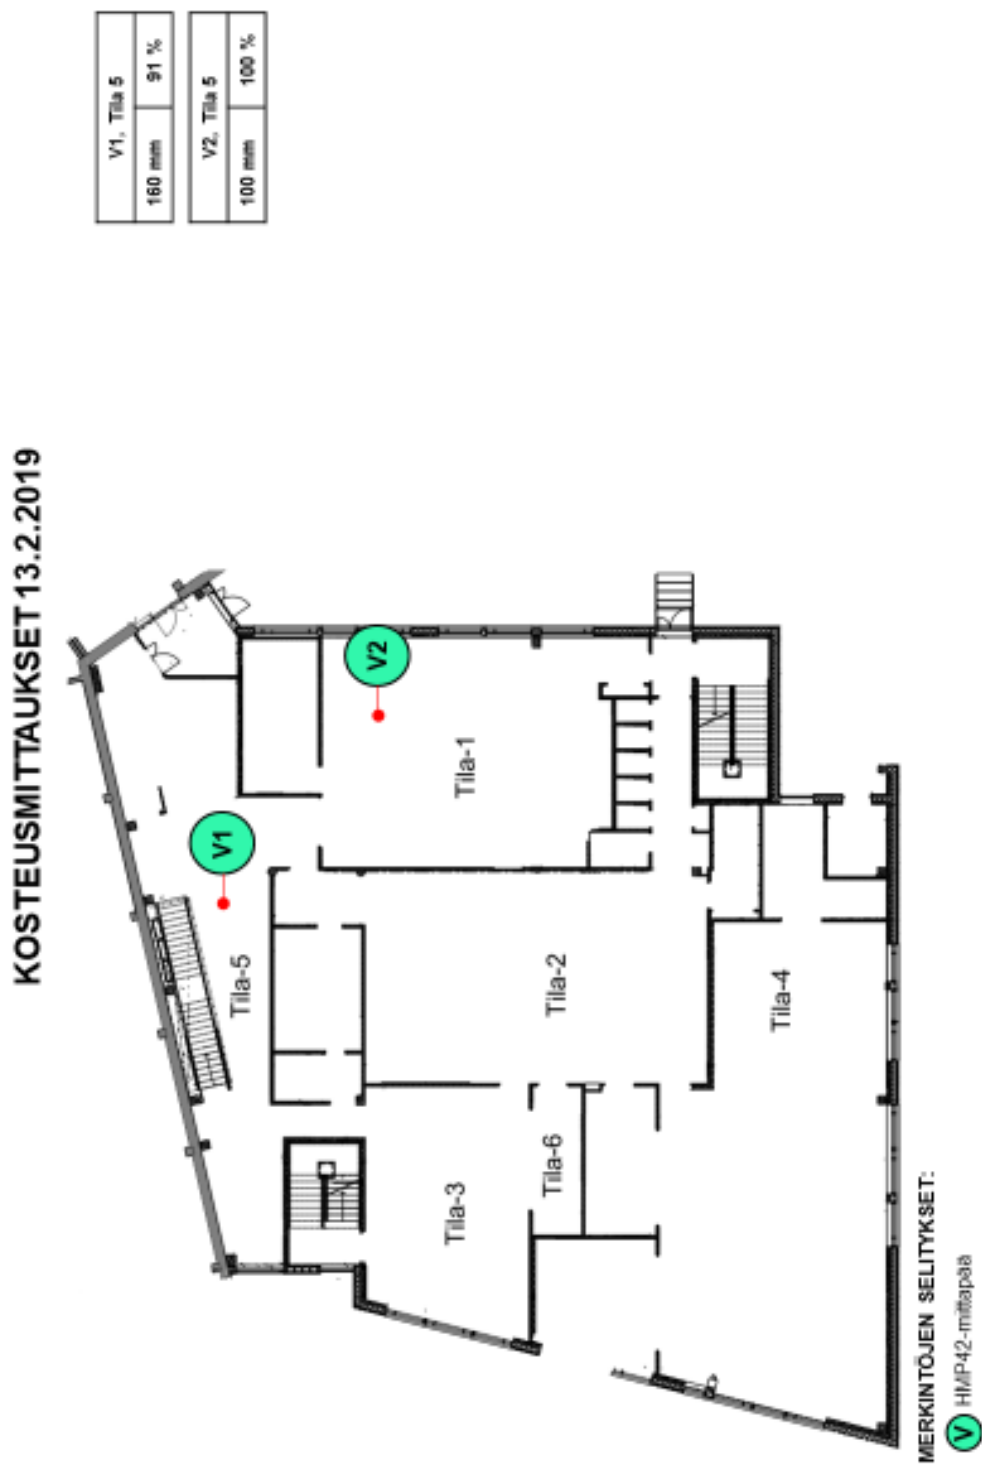 KOSTEUSMITTAUKSET 13.2.2019
V1, Tila 5
160 mm 91 %
V2, Tila 5
100 mm 100 %
V1
V2
Tila-5
Tila-1
Tila-2
Tila-4
Tila-3
Tila-6
MERKINTÖJEN SELITYKSET:
V HMP42-mittapää